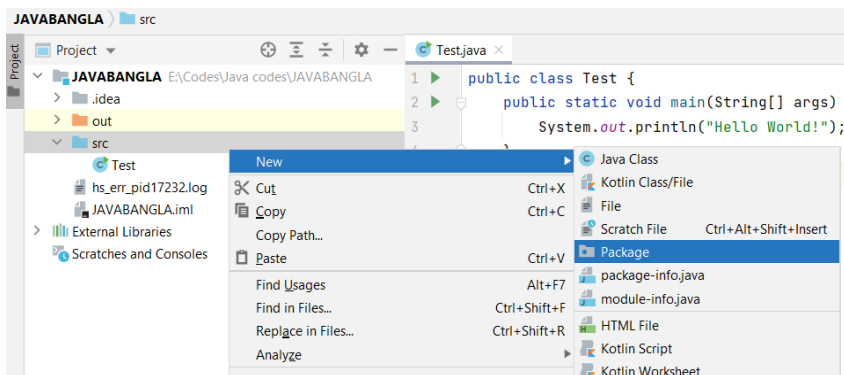 JAVABANGLA src
Project
Project
Test.java
JAVABANGLA E:\Codes\Java codes\JAVABANGLA
.idea
out
src
Test
hs_err_pid17232.log
JAVABANGLA.iml
External Libraries
Scratches and Consoles
1 public class Test {
2 public static void main(String[] args)
3 System.out.println("Hello World!");
New
Cut Ctrl+X
Copy Ctrl+C
Copy Path...
Paste Ctrl+V
Find Usages Alt+F7
Find in Files... Ctrl+Shift+F
Replace in Files... Ctrl+Shift+R
Analyze
Java Class
Kotlin Class/File
File
Scratch File Ctrl+Alt+Shift+Insert
Package
package-info.java
module-info.java
HTML File
Kotlin Script
Kotlin Worksheet